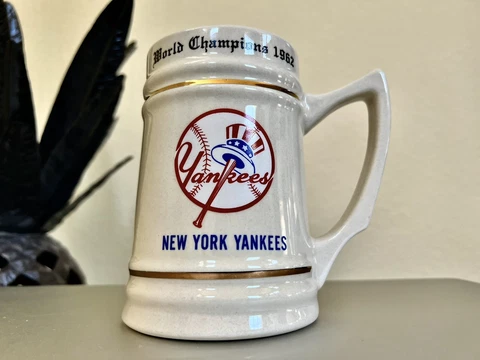 World Champions 1962
Yankees
NEW YORK YANKEES